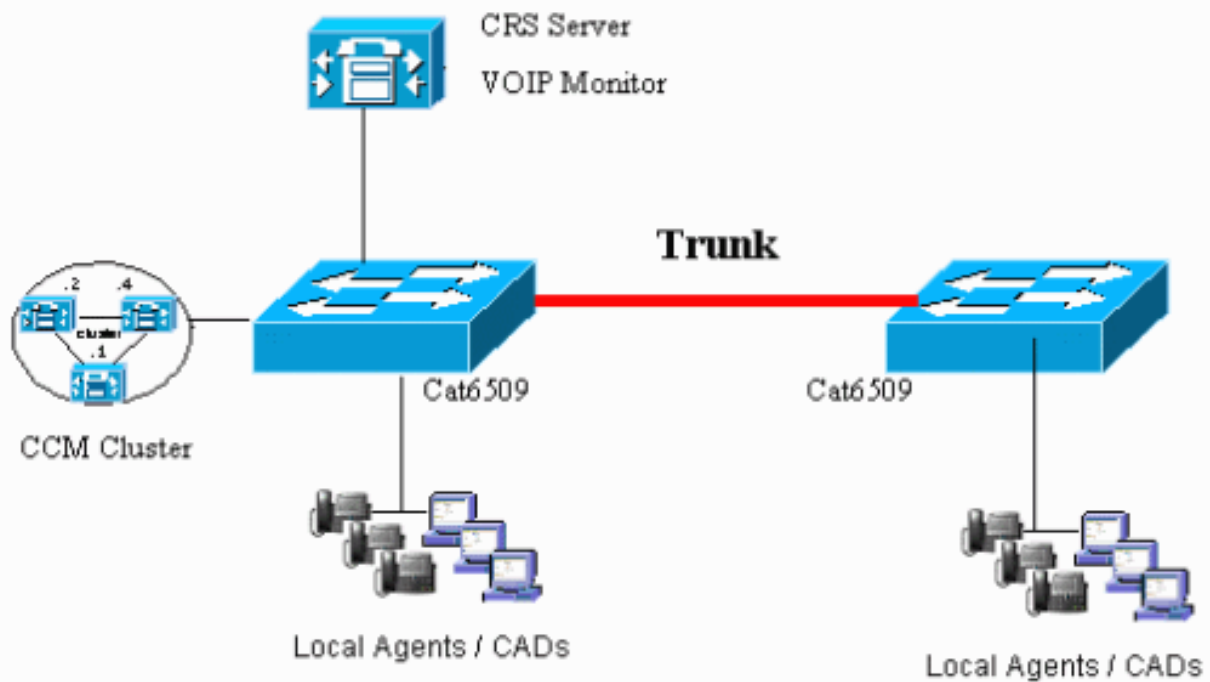 CRS Server
VOIP Monitor
Trunk
.2 .4
cluster
.1
Cat6509
Cat6509
CCM Cluster
Local Agents / CADs
Local Agents / CADs